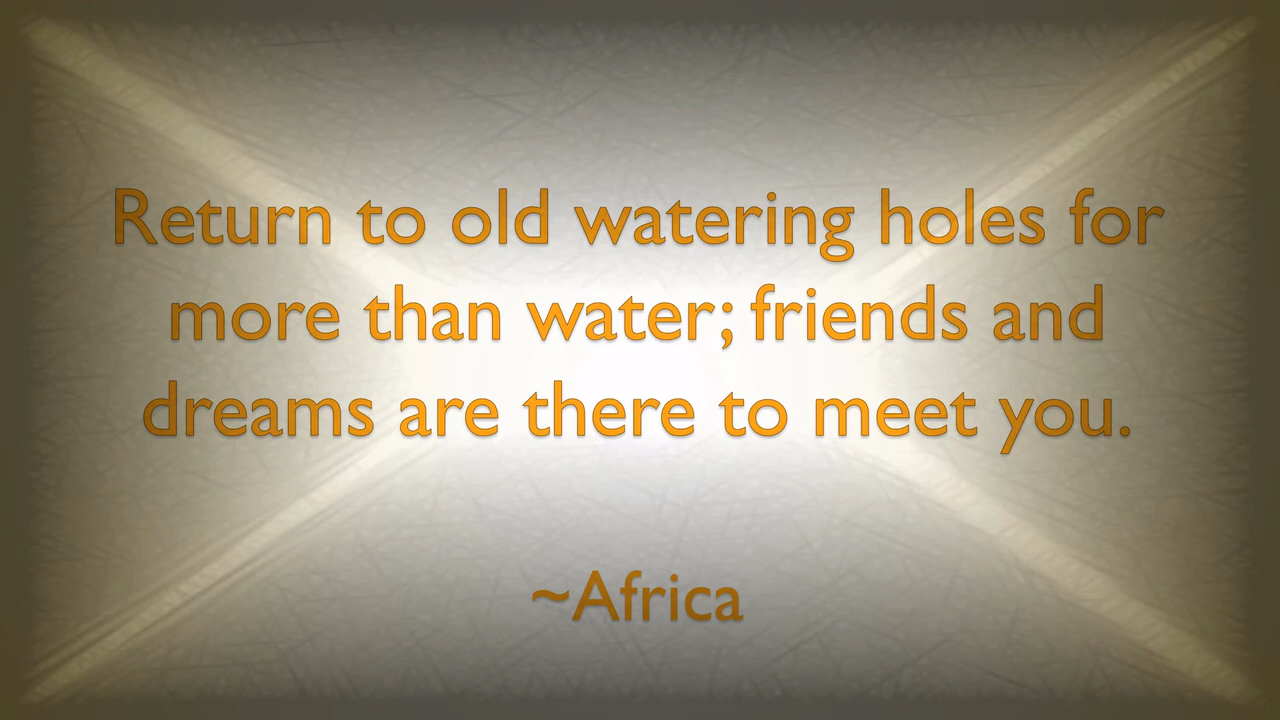 Return to old watering holes for
more than water; friends and
dreams are there to meet you.
~Africa